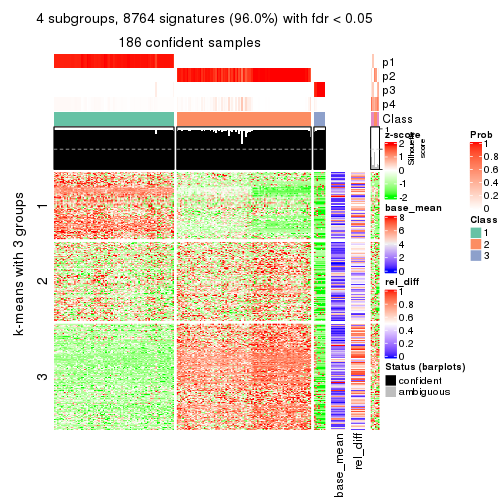 4 subgroups, 8764 signatures (96.0%) with fdr < 0.05
186 confident samples
p1
p2
p3
p4
Class
1
Silhouette
score
k-means with 3 groups
1
2
3
base_mean
rel_diff
z-score
2
1
0
-1
-2
base_mean
8
6
4
2
0
rel_diff
1
0.8
0.6
0.4
0.2
0
Status (barplots)
confident
ambiguous
Prob
1
0.8
0.6
0.4
0.2
0
Class
1
2
3